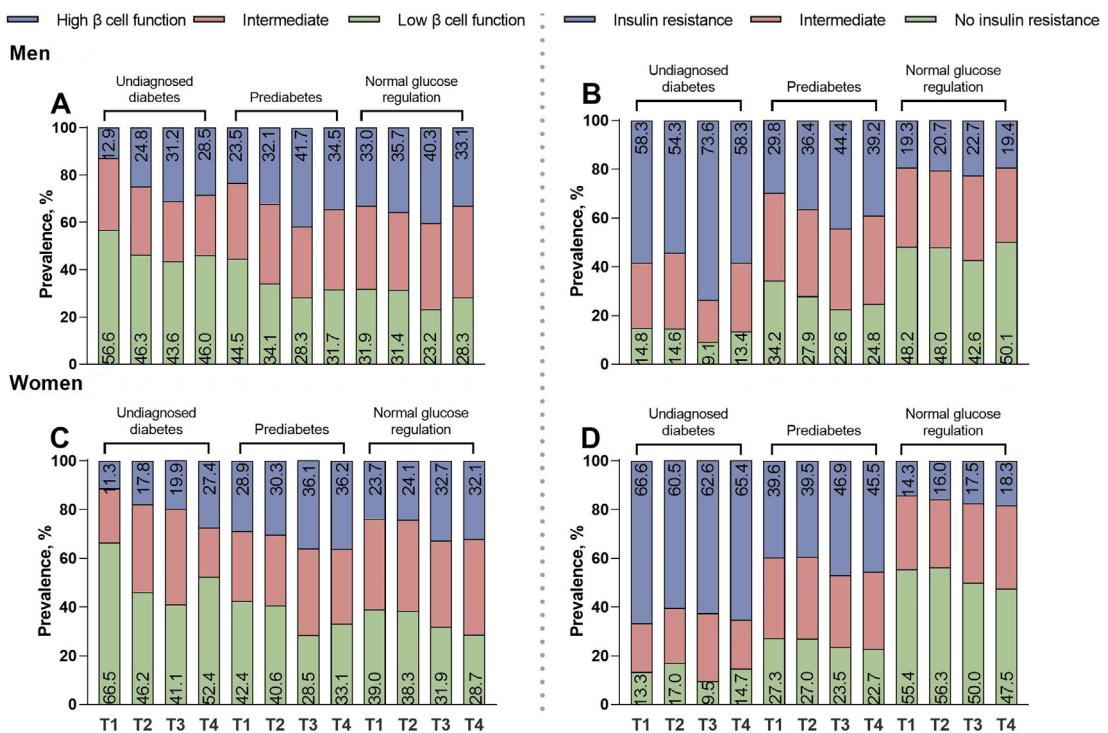 High β cell function Intermediate Low β cell function Insulin resistance Intermediate No insulin resistance
Men
A
Undiagnosed
diabetes
Prediabetes
Normal glucose
regulation
Prevalence, %
100
80
60
40
20
0
12.9 24.8 31.2 28.5 23.5 32.1 41.7 34.5 33.0 35.7 40.3 33.1
56.6 46.3 43.6 46.0 44.5 34.1 28.3 31.7 31.9 31.4 23.2 28.3
B
Undiagnosed
diabetes
Prediabetes
Normal glucose
regulation
Prevalence, %
100
80
60
40
20
0
58.3 54.3 73.6 58.3 29.8 36.4 44.4 39.2 19.3 20.7 22.7 19.4
14.8 14.6 9.1 13.4 34.2 27.9 22.6 24.8 48.2 48.0 42.6 50.1
Women
C
Undiagnosed
diabetes
Prediabetes
Normal glucose
regulation
Prevalence, %
100
80
60
40
20
0
11.3 17.8 19.9 27.4 28.9 30.3 36.1 36.2 23.7 24.1 32.7 32.1
66.5 46.2 41.1 52.4 42.4 40.6 28.5 33.1 39.0 38.3 31.9 28.7
T1 T2 T3 T4 T1 T2 T3 T4 T1 T2 T3 T4
D
Undiagnosed
diabetes
Prediabetes
Normal glucose
regulation
Prevalence, %
100
80
60
40
20
0
66.6 60.5 62.6 65.4 39.6 39.5 46.9 45.5 14.3 16.0 17.5 18.3
13.3 17.0 9.5 14.7 27.3 27.0 23.5 22.7 55.4 56.3 50.0 47.5
T1 T2 T3 T4 T1 T2 T3 T4 T1 T2 T3 T4